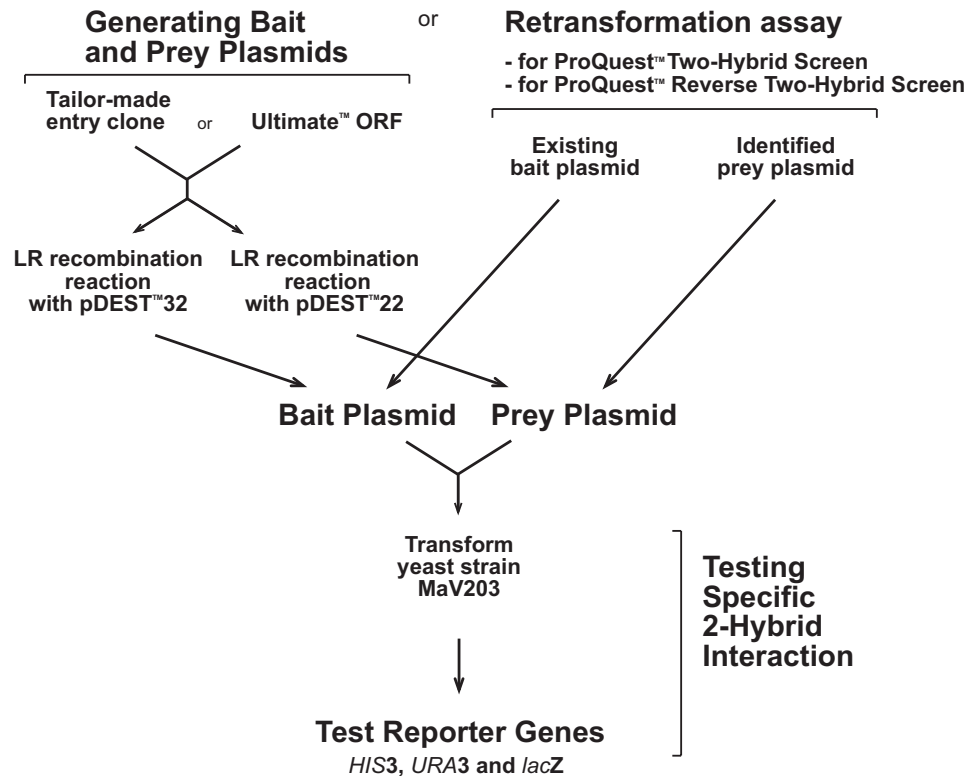 Generating Bait
and Prey Plasmids
or
Retransformation assay
- for ProQuest™ Two-Hybrid Screen
- for ProQuest™ Reverse Two-Hybrid Screen
Tailor-made
entry clone
or
Ultimate™ ORF
Existing
bait plasmid
Identified
prey plasmid
LR recombination
reaction
with pDEST™32
LR recombination
reaction
with pDEST™22
Bait Plasmid
Prey Plasmid
Transform
yeast strain
MaV203
Testing
Specific
2-Hybrid
Interaction
Test Reporter Genes
HIS3, URA3 and lacZ